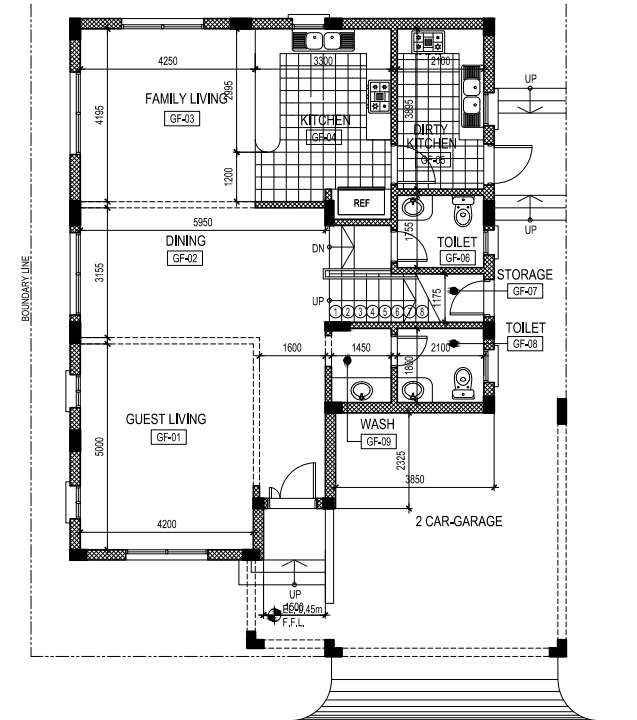 4250
3300
2100
UP
FAMILY LIVING
GF-03
4195
2995
KITCHEN
GF-04
3895
DIRTY
KITCHEN
GF-05
1200
REF
5950
DINING
GF-02
DN
1755
TOILET
GF-06
UP
BOUNDARY LINE
3155
UP
1 2 3 4 5 6 7 8
1175
STORAGE
GF-07
TOILET
GF-08
1600
1450
2100
1800
GUEST LIVING
GF-01
5000
WASH
GF-09
2325
3850
4200
2 CAR-GARAGE
UP
1500
F.F.L.